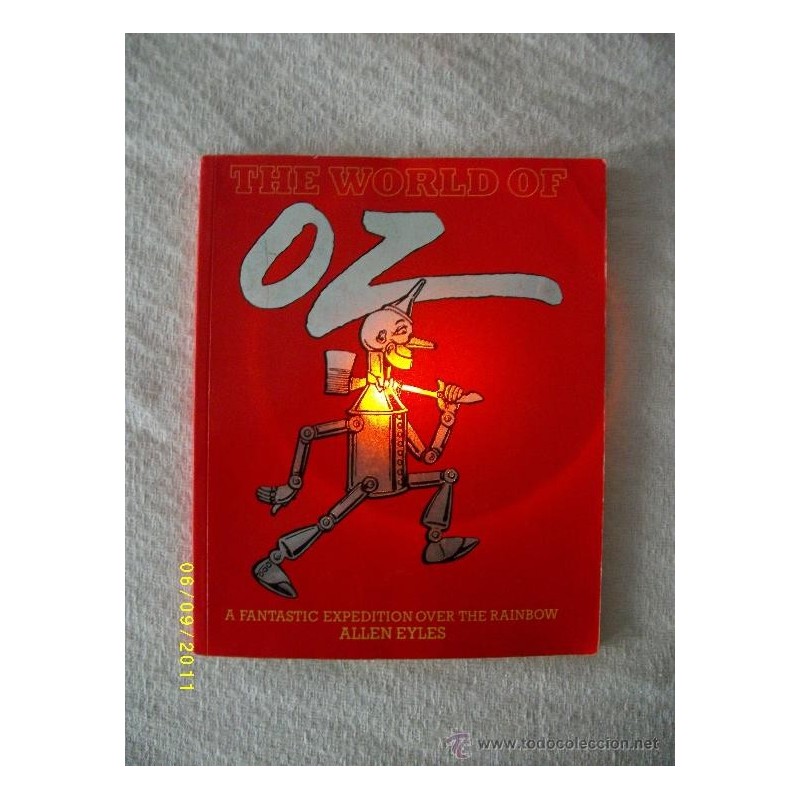 THE WORLD OF
OZ
A FANTASTIC EXPEDITION OVER THE RAINBOW
ALLEN EYLES
06/09/2011
www.todocoleccion.net